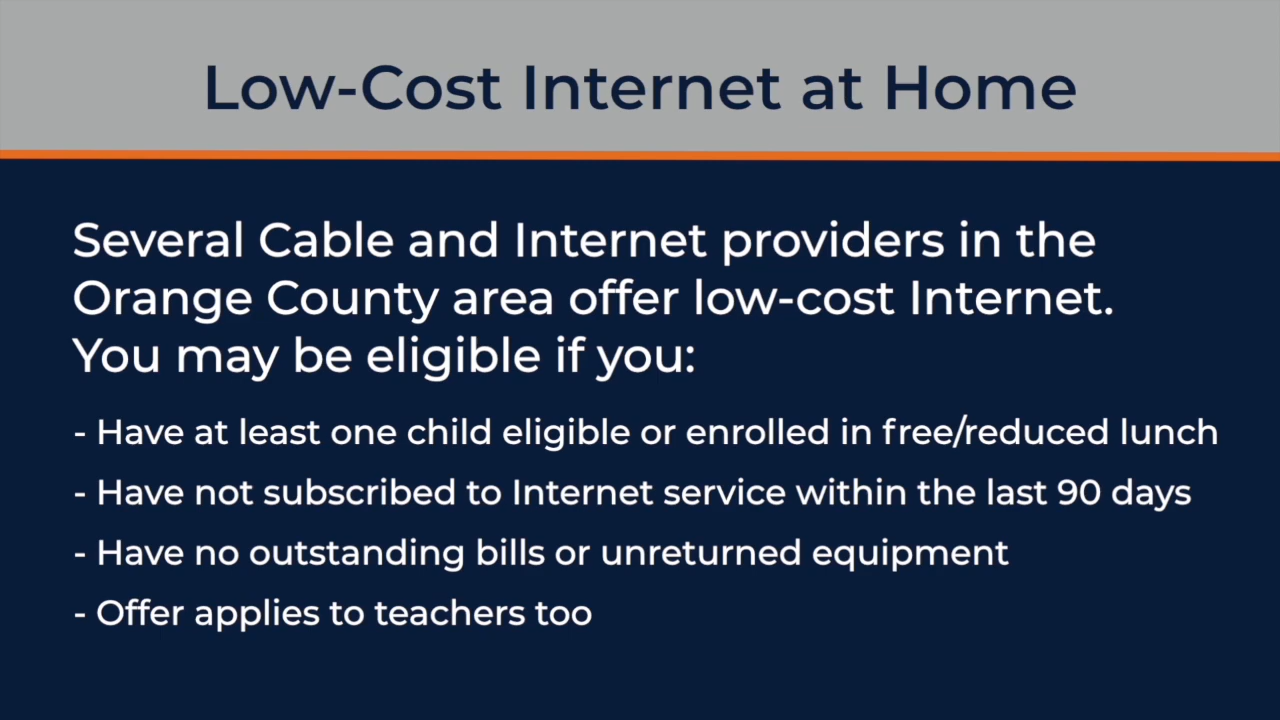 Low-Cost Internet at Home
Several Cable and Internet providers in the
Orange County area offer low-cost Internet.
You may be eligible if you:
- Have at least one child eligible or enrolled in free/reduced lunch
- Have not subscribed to Internet service within the last 90 days
- Have no outstanding bills or unreturned equipment
- Offer applies to teachers too